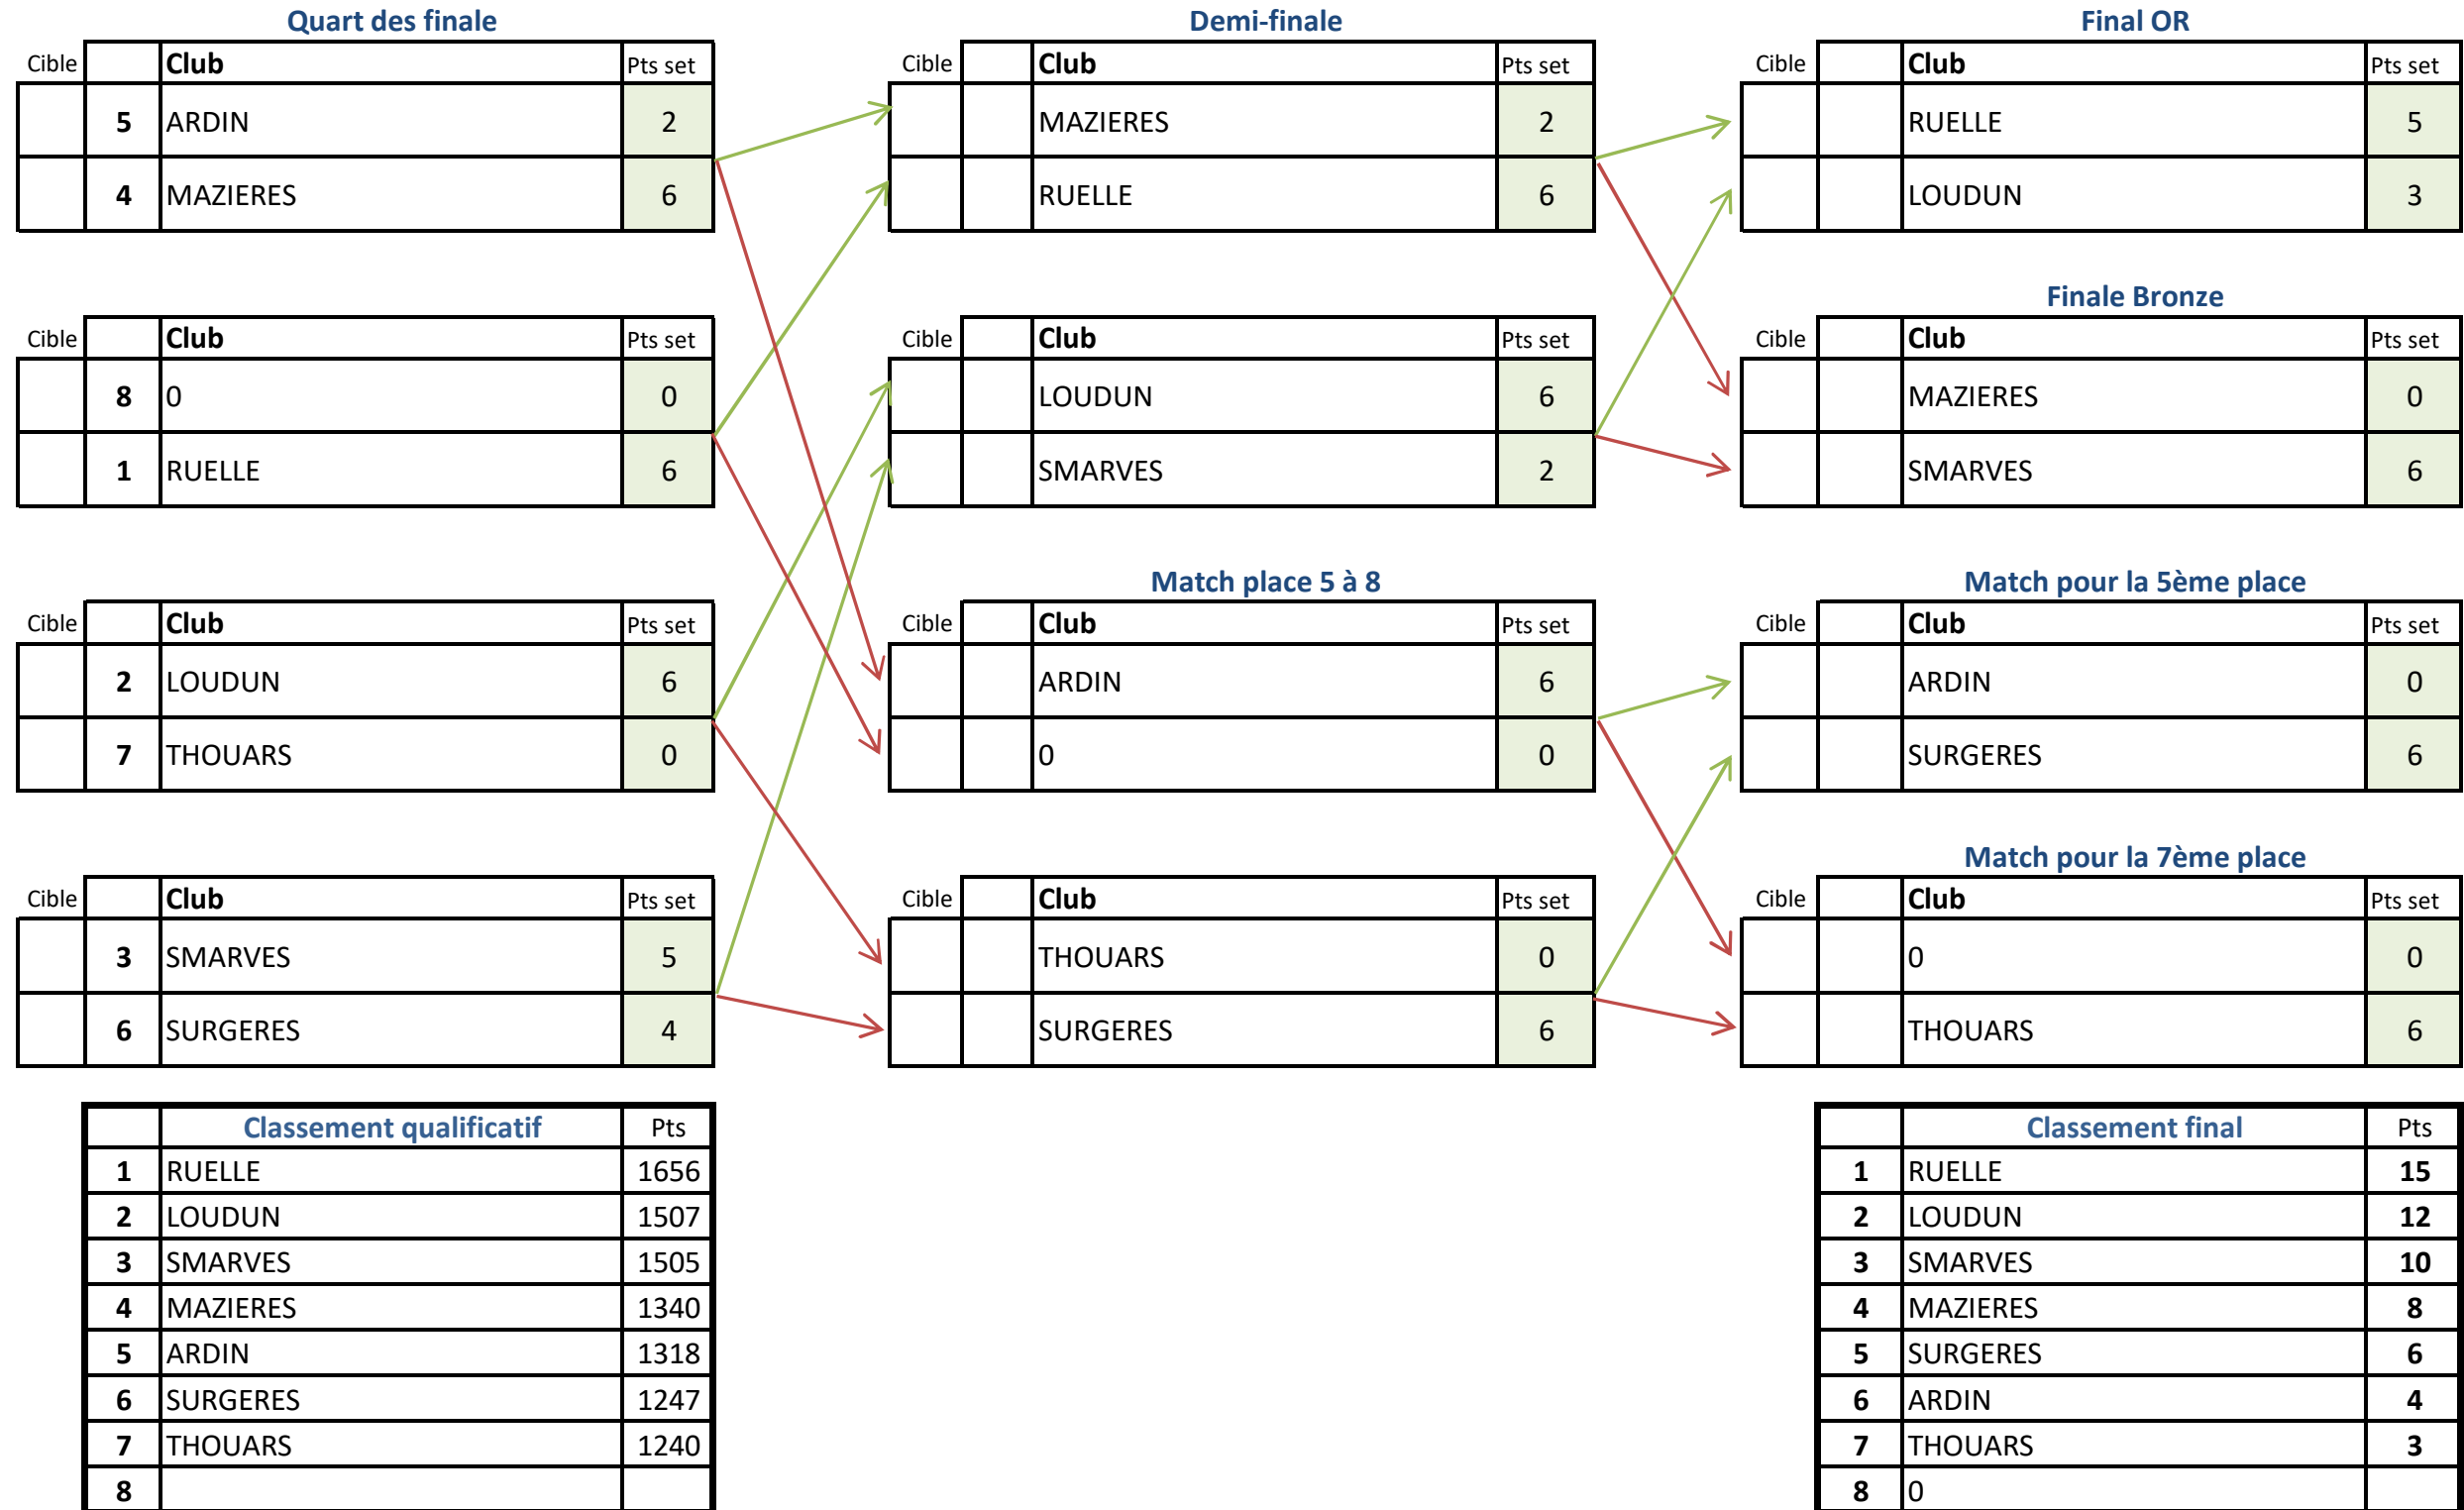 Quart des finale Demi-finale Final OR
Cible Club Pts set Cible Club Pts set Cible Club Pts set
5 ARDIN 2 MAZIERES 2 RUELLE 5
4 MAZIERES 6 RUELLE 6 LOUDUN 3
Finale Bronze
Cible Club Pts set Cible Club Pts set Cible Club Pts set
8 0 0 LOUDUN 6 MAZIERES 0
1 RUELLE 6 SMARVES 2 SMARVES 6
Match place 5 à 8 Match pour la 5ème place
Cible Club Pts set Cible Club Pts set Cible Club Pts set
2 LOUDUN 6 ARDIN 6 ARDIN 0
7 THOUARS 0 0 0 SURGERES 6
Match pour la 7ème place
Cible Club Pts set Cible Club Pts set Cible Club Pts set
3 SMARVES 5 THOUARS 0 0 0
6 SURGERES 4 SURGERES 6 THOUARS 6
Classement qualificatif Pts Classement final Pts
1 RUELLE 1656 1 RUELLE 15
2 LOUDUN 1507 2 LOUDUN 12
3 SMARVES 1505 3 SMARVES 10
4 MAZIERES 1340 4 MAZIERES 8
5 ARDIN 1318 5 SURGERES 6
6 SURGERES 1247 6 ARDIN 4
7 THOUARS 1240 7 THOUARS 3
8 8 0